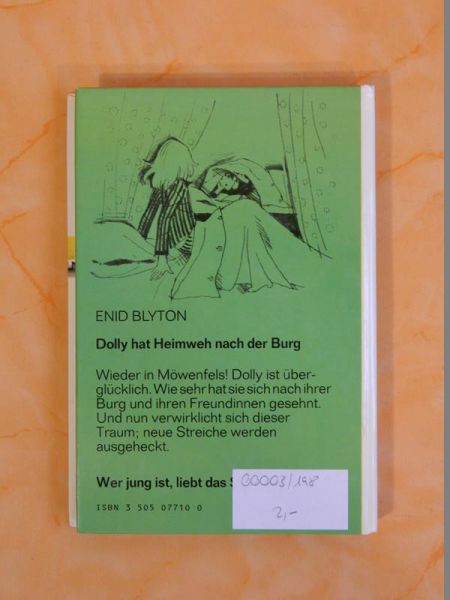 ENID BLYTON
Dolly hat Heimweh nach der Burg
Wieder in Möwenfels! Dolly ist über-
glücklich. Wie sehr hat sie sich nach ihrer
Burg und ihren Freundinnen gesehnt.
Und nun verwirklicht sich dieser
Traum; neue Streiche werden
ausgeheckt.
Wer jung ist, liebt das S
00003/198
2,-
ISBN 3 505 07710 0